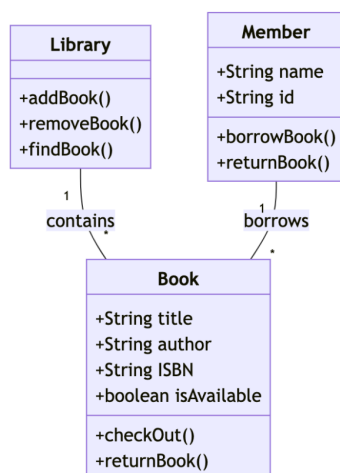 Library
+addBook()
+removeBook()
+findBook()
Member
+String name
+String id
+borrowBook()
+returnBook()
1
contains
*
1
borrows
*
Book
+String title
+String author
+String ISBN
+boolean isAvailable
+checkOut()
+returnBook()